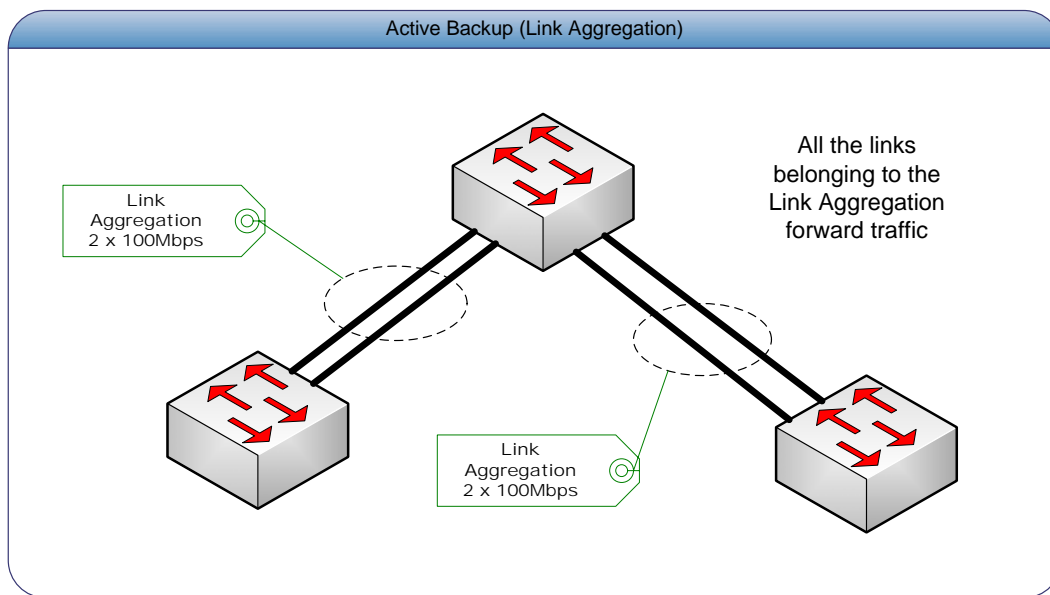 Active Backup (Link Aggregation)
All the links
belonging to the
Link Aggregation
forward traffic
Link
Aggregation
2 x 100Mbps
Link
Aggregation
2 x 100Mbps